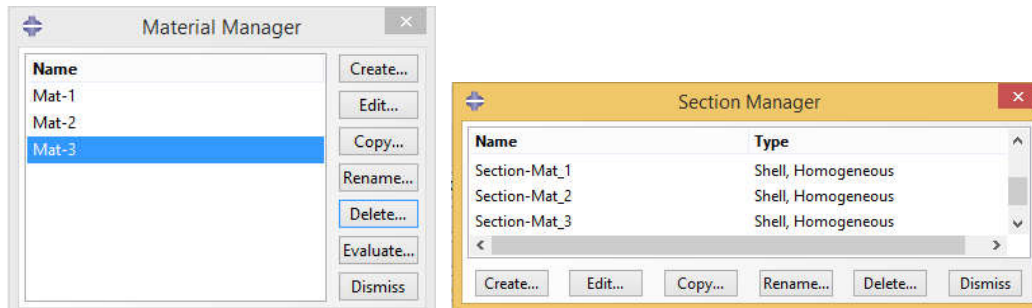 Material Manager
Name
Mat-1
Mat-2
Mat-3
Create...
Edit...
Copy...
Rename...
Delete...
Evaluate...
Dismiss
Section Manager
Name Type
Section-Mat_1 Shell, Homogeneous
Section-Mat_2 Shell, Homogeneous
Section-Mat_3 Shell, Homogeneous
Create... Edit... Copy... Rename... Delete... Dismiss